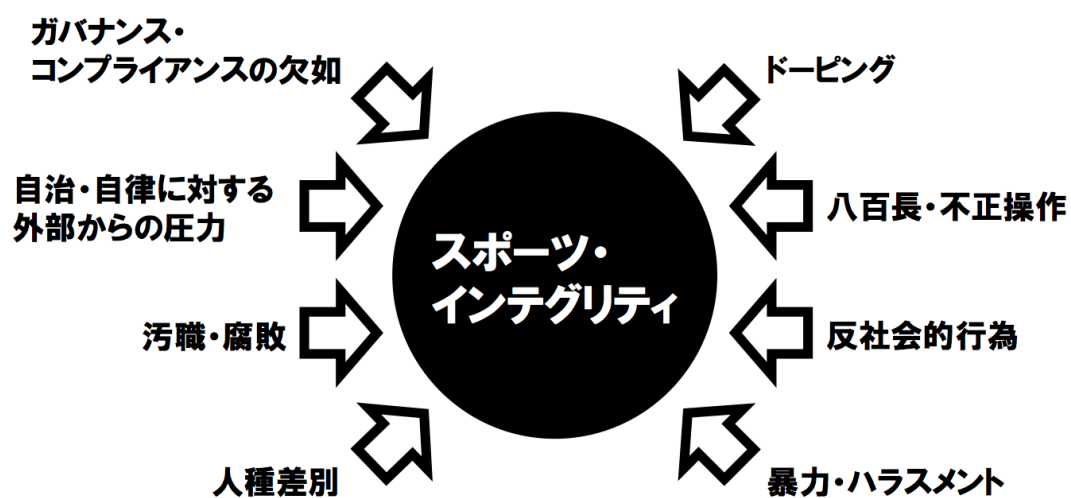 ガバナンス・
コンプライアンスの欠如
ドーピング
自治・自律に対する
外部からの圧力
八百長・不正操作
スポーツ・
インテグリティ
汚職・腐敗
反社会的行為
人種差別
暴力・ハラスメント